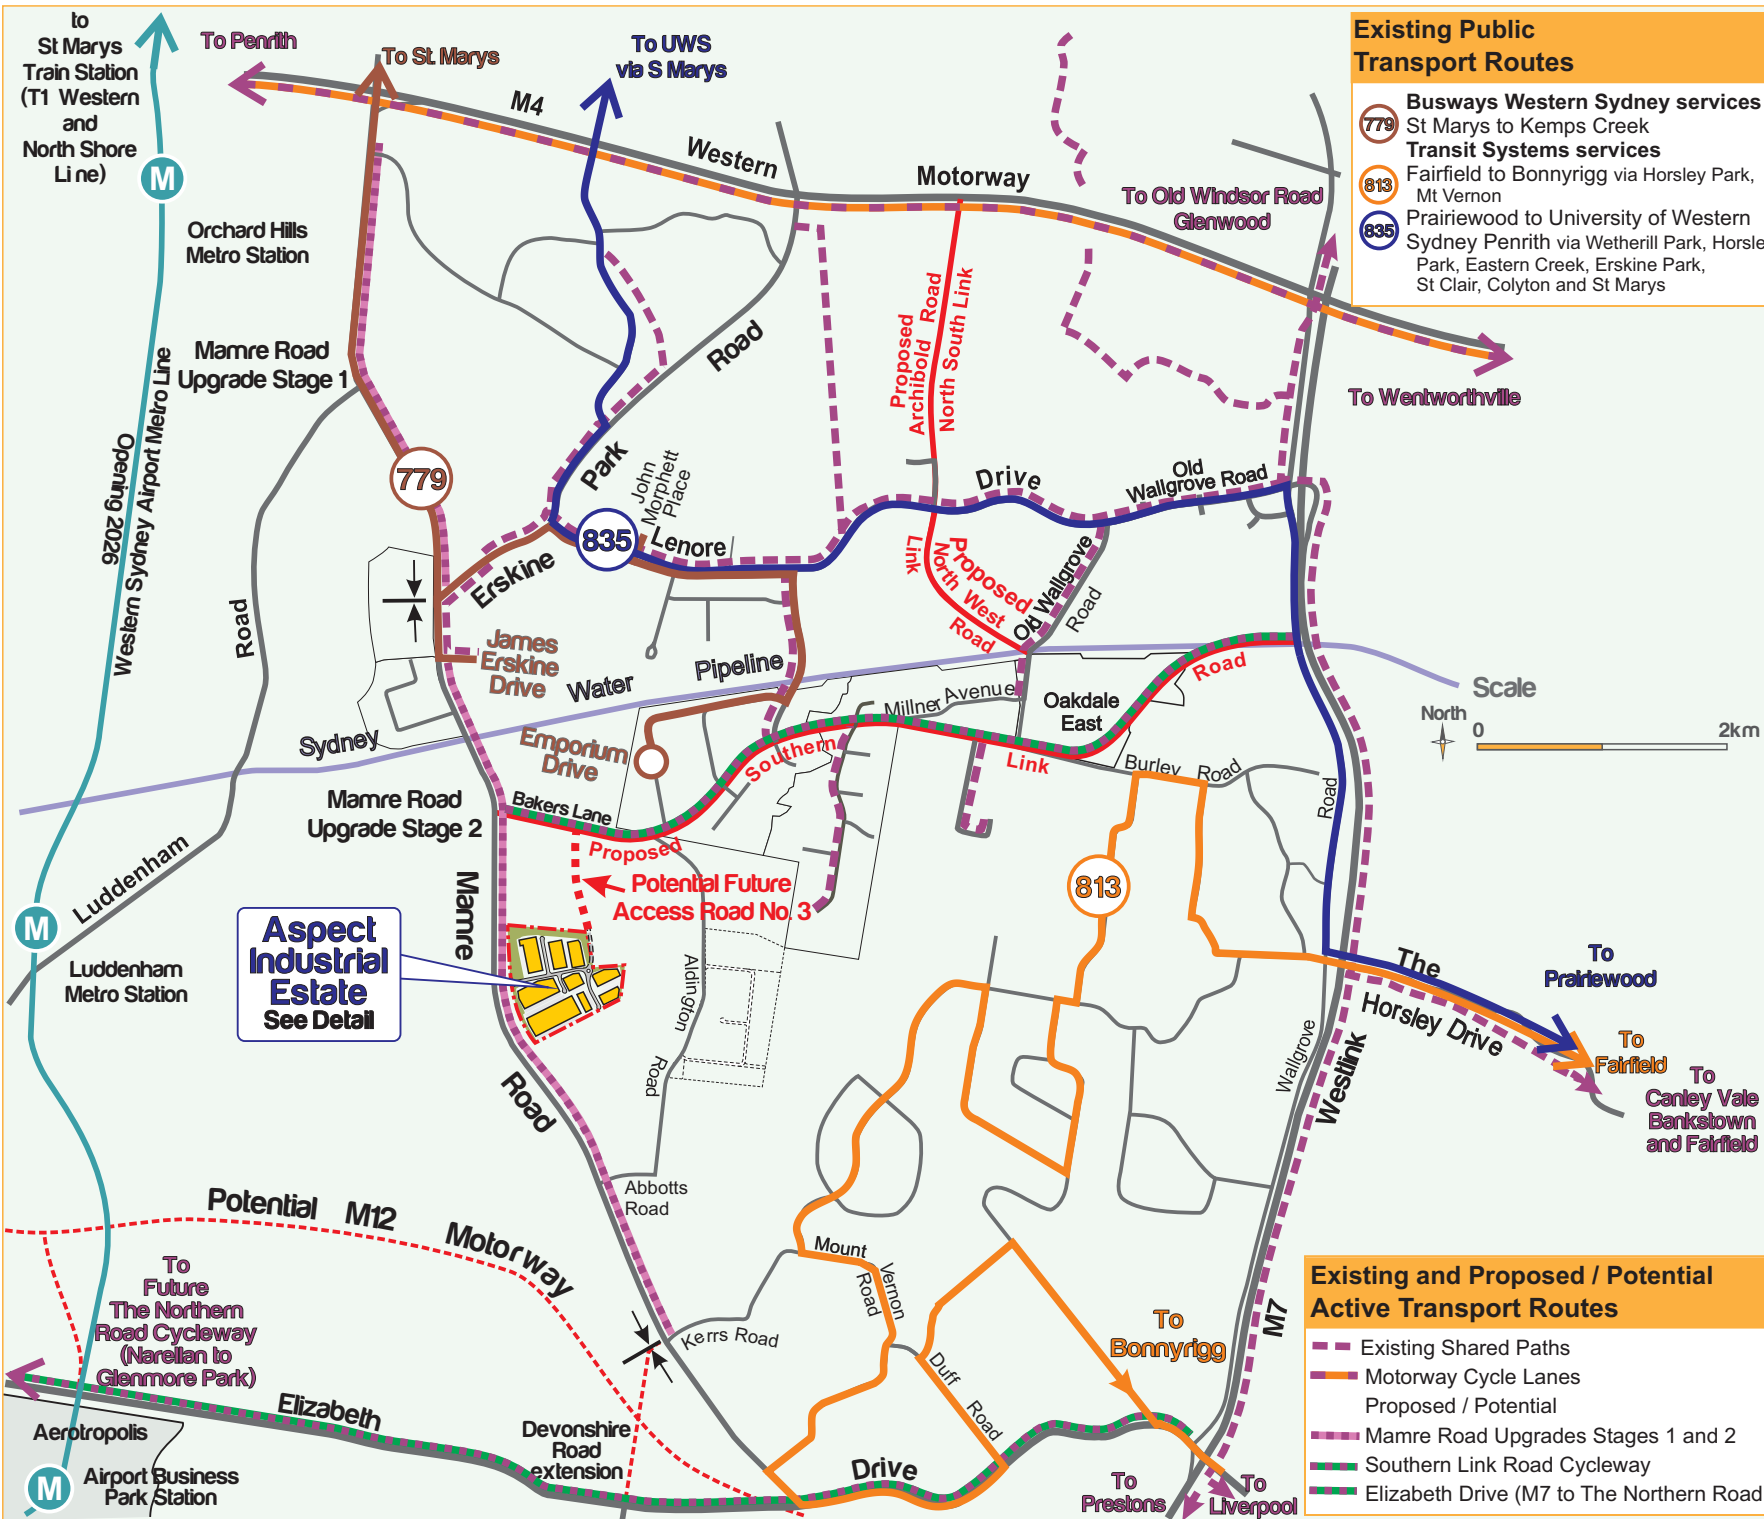 to
St Marys
Train Station
(T1 Western
and
North Shore
Line)
To Penrith
To St Marys
To UWS
via S Marys
M4
Western
Motorway
To Old Windsor Road
Glenwood
Existing Public
Transport Routes
779
Busways Western Sydney services
St Marys to Kemps Creek
Transit Systems services
813
Fairfield to Bonnyrigg via Horsley Park,
Mt Vernon
835
Prairiewood to University of Western
Sydney Penrith via Wetherill Park, Horsle
Park, Eastern Creek, Erskine Park,
St Clair, Colyton and St Marys
M
Orchard Hills
Metro Station
Mamre Road
Upgrade Stage 1
Western Sydney Airport Metro Line
Opening 2026
Road
Park
Erskine
779
835
John
Morphett
Place
Lenore
Drive
Old
Wallgrove Road
Proposed
Archibold Road
North South Link
To Wentworthville
Proposed
North West
Link
Road
Old Wallgrove
Road
James
Erskine
Drive
Road
Sydney
Water
Pipeline
Millner Avenue
Oakdale
East
Road
Scale
North
0
2km
Emporium
Drive
Southern
Link
Burley Road
Road
Mamre Road
Upgrade Stage 2
Bakers Lane
Proposed
Potential Future
Access Road No. 3
813
Luddenham
M
Luddenham
Metro Station
Mamre
Road
Aspect
Industrial
Estate
See Detail
Aldington
Road
Abbotts
Road
The
Horsley Drive
To
Prairiewood
To
Fairfield
To
Canley Vale
Bankstown
and Fairfield
Wallgrove
Westlink
M7
Potential M12 Motorway
Mount
Vernon
Road
Kerrs Road
Duff
Road
To
Bonnyrigg
To
Future
The Northern
Road Cycleway
(Narellan to
Glenmore Park)
Elizabeth
Drive
Aerotropolis
M
Airport Business
Park Station
Devonshire
Road
extension
To
Prestons
To
Liverpool
Existing and Proposed / Potential
Active Transport Routes
Existing Shared Paths
Motorway Cycle Lanes
Proposed / Potential
Mamre Road Upgrades Stages 1 and 2
Southern Link Road Cycleway
Elizabeth Drive (M7 to The Northern Road